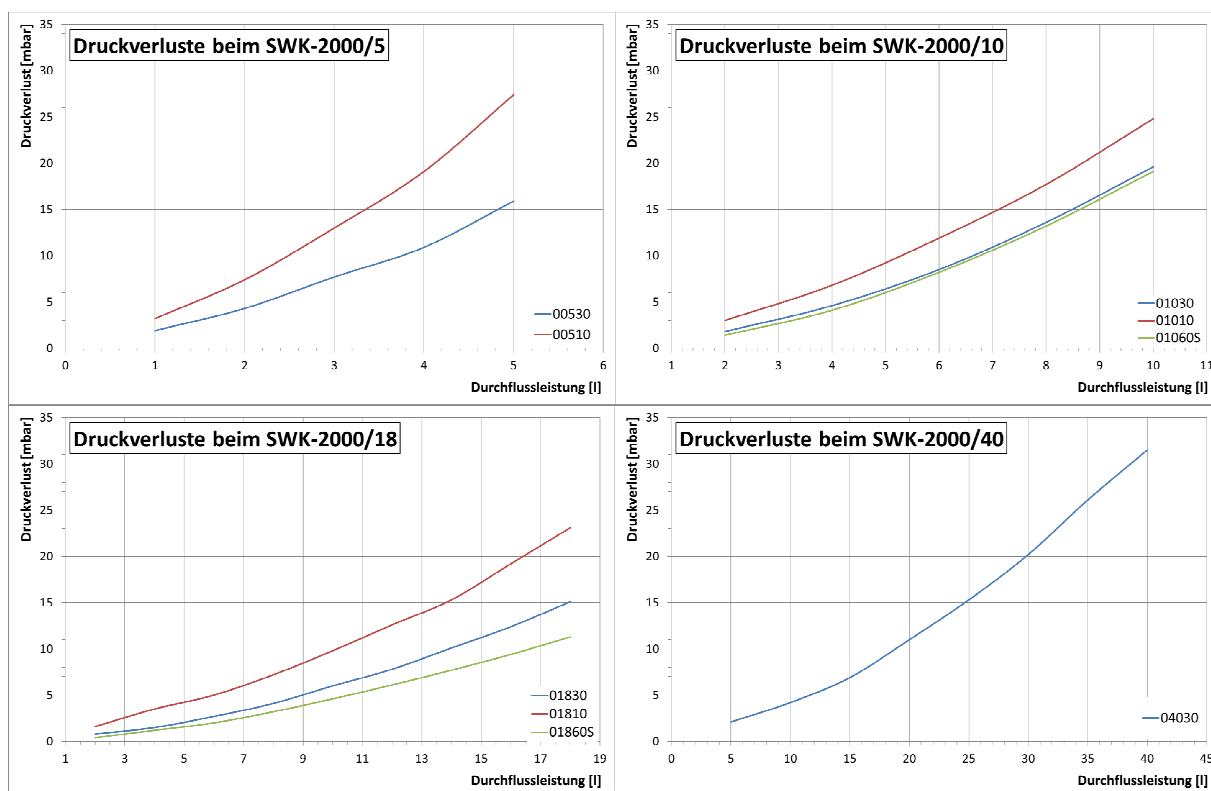 Druckverluste beim SWK-2000/5
Druckverlust [mbar]
35
30
25
20
15
10
5
0
0 1 2 3 4 5 6
Durchflussleistung [l]
00530
00510
Druckverluste beim SWK-2000/10
Druckverlust [mbar]
35
30
25
20
15
10
5
0
1 2 3 4 5 6 7 8 9 10 11
Durchflussleistung [l]
01030
01010
01060S
Druckverluste beim SWK-2000/18
Druckverlust [mbar]
35
30
25
20
15
10
5
0
1 3 5 7 9 11 13 15 17 19
Durchflussleistung [l]
01830
01810
01860S
Druckverluste beim SWK-2000/40
Druckverlust [mbar]
35
30
25
20
15
10
5
0
0 5 10 15 20 25 30 35 40 45
Durchflussleistung [l]
04030